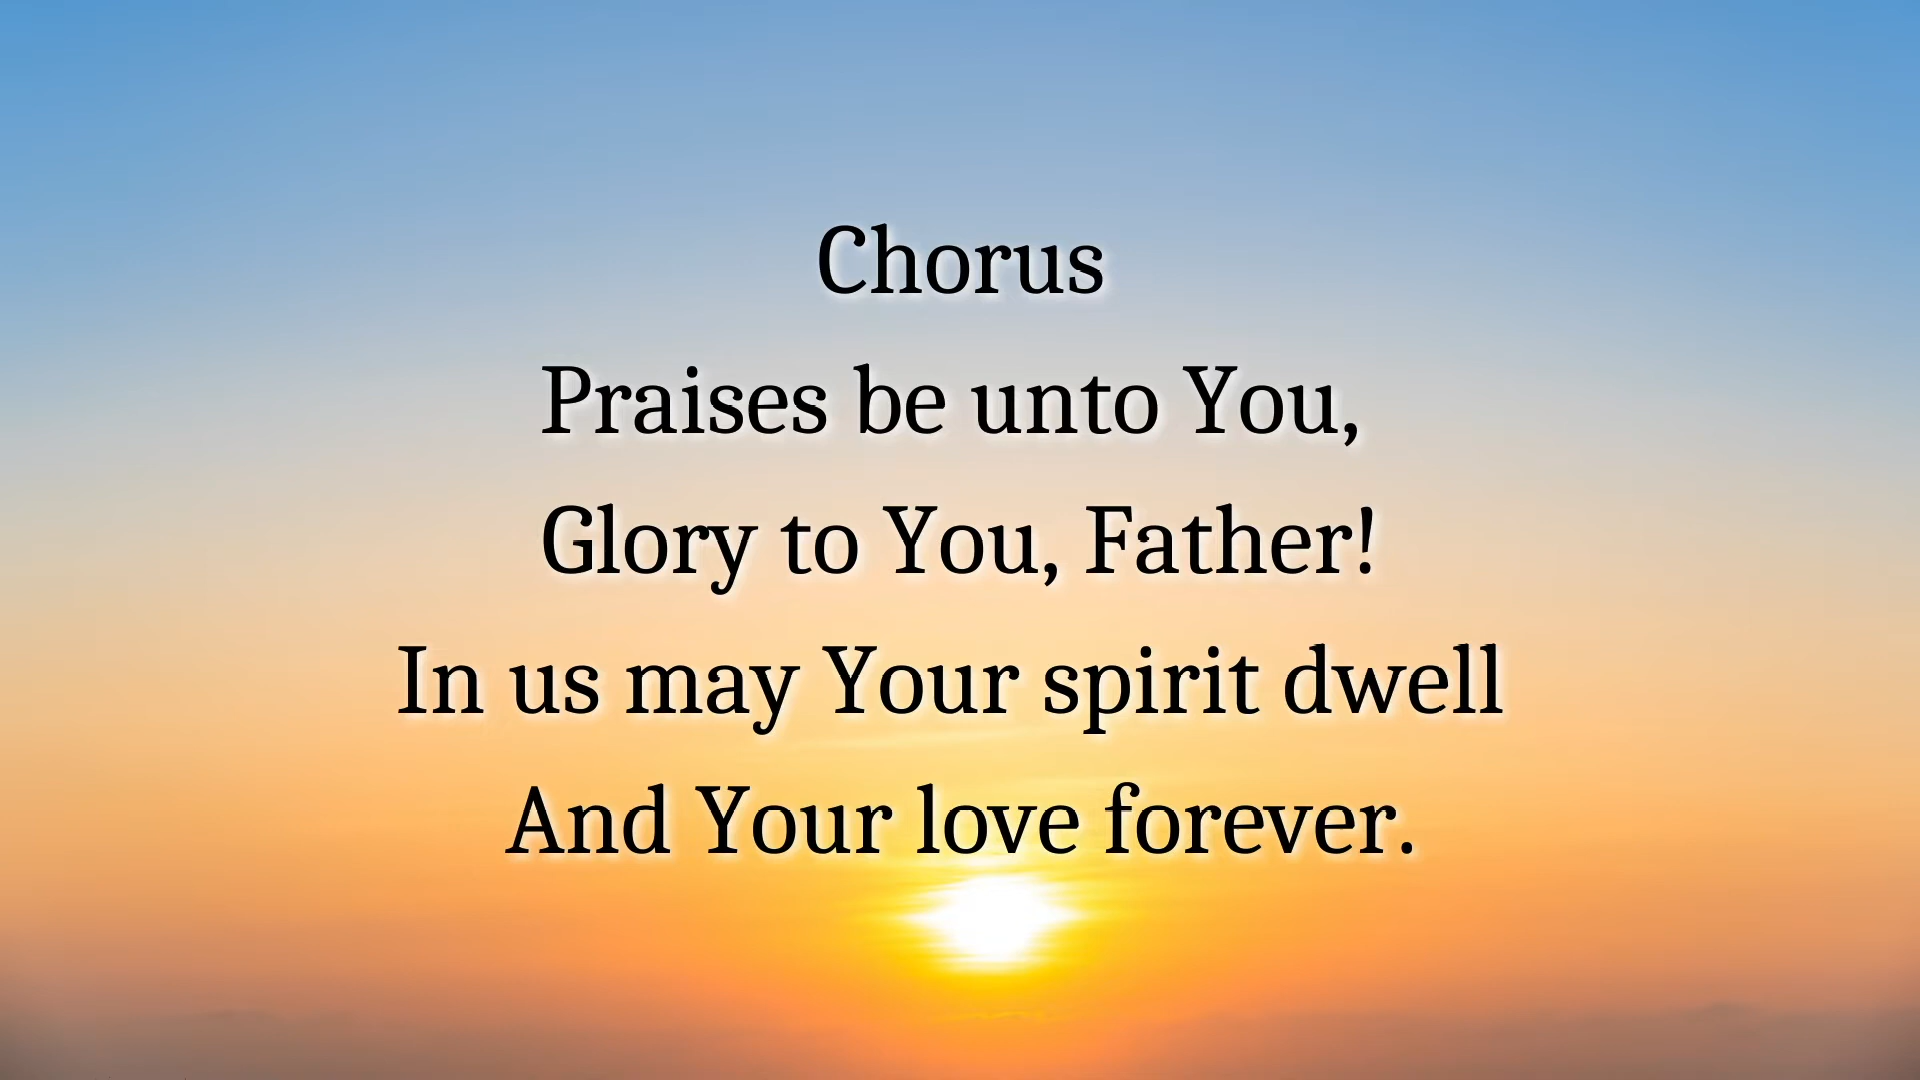 Chorus
Praises be unto You,
Glory to You, Father!
In us may Your spirit dwell
And Your love forever.